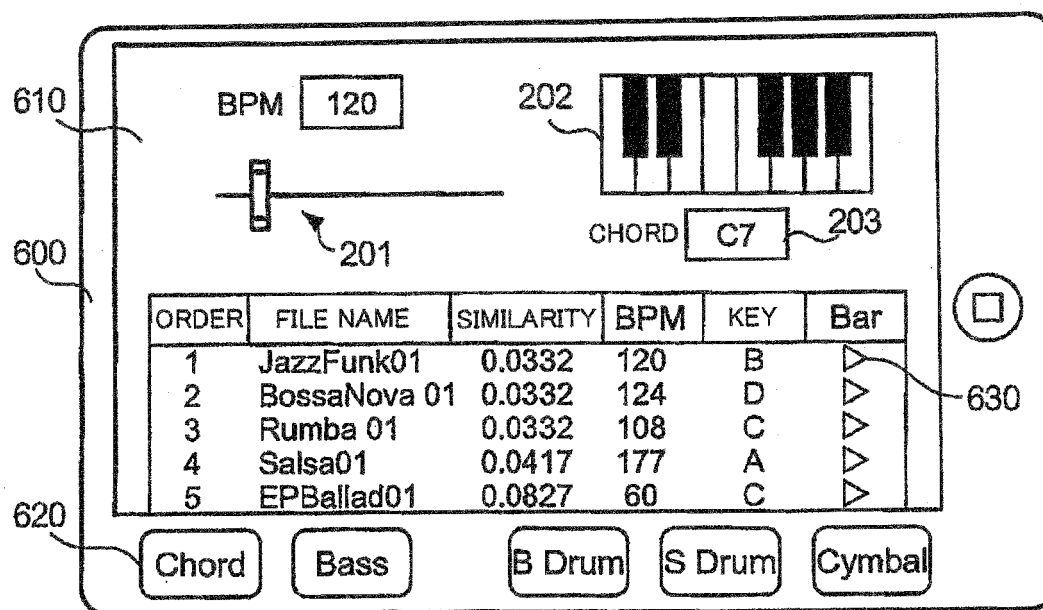 610
BPM 120
202
201
CHORD C7
203
600
ORDER FILE NAME SIMILARITY BPM KEY Bar
1 JazzFunk01 0.0332 120 B
2 BossaNova 01 0.0332 124 D
3 Rumba 01 0.0332 108 C
4 Salsa01 0.0417 177 A
5 EPBallad01 0.0827 60 C
630
620
Chord Bass B Drum S Drum Cymbal